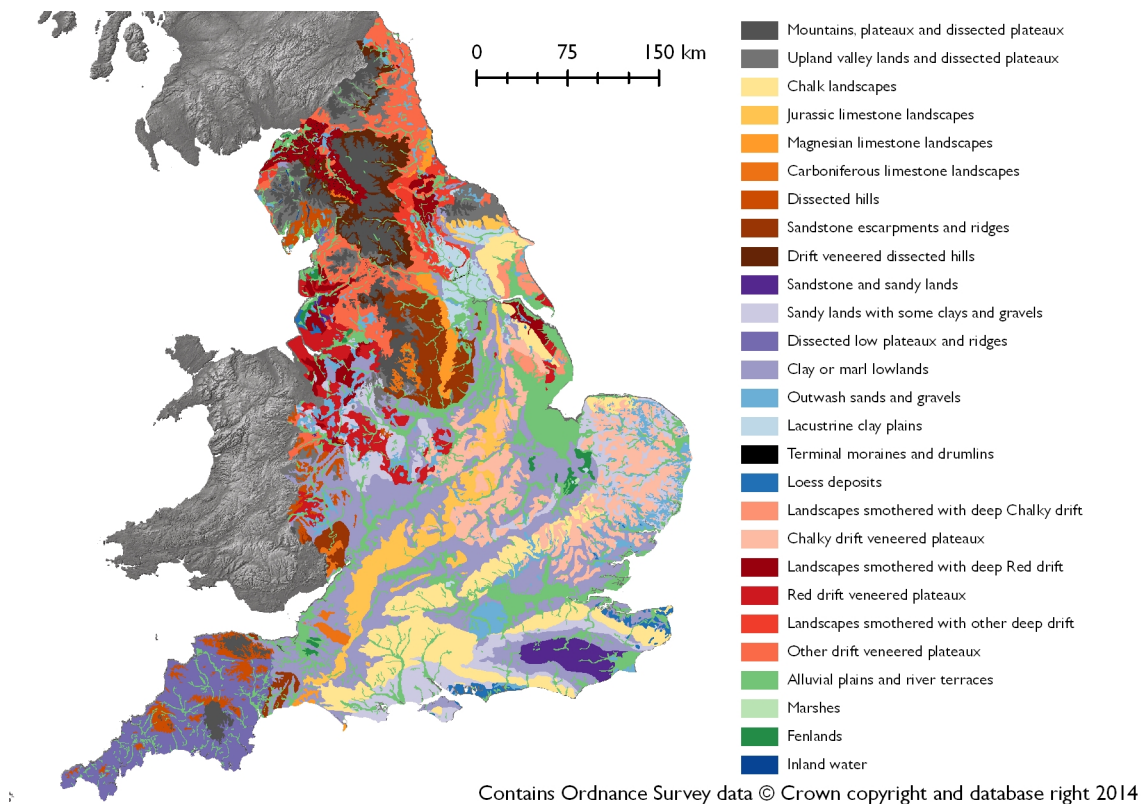 0 75 150 km
Mountains, plateaux and dissected plateaux
Upland valley lands and dissected plateaux
Chalk landscapes
Jurassic limestone landscapes
Magnesian limestone landscapes
Carboniferous limestone landscapes
Dissected hills
Sandstone escarpments and ridges
Drift veneered dissected hills
Sandstone and sandy lands
Sandy lands with some clays and gravels
Dissected low plateaux and ridges
Clay or marl lowlands
Outwash sands and gravels
Lacustrine clay plains
Terminal moraines and drumlins
Loess deposits
Landscapes smothered with deep Chalky drift
Chalky drift veneered plateaux
Landscapes smothered with deep Red drift
Red drift veneered plateaux
Landscapes smothered with other deep drift
Other drift veneered plateaux
Alluvial plains and river terraces
Marshes
Fenlands
Inland water
Contains Ordnance Survey data © Crown copyright and database right 2014